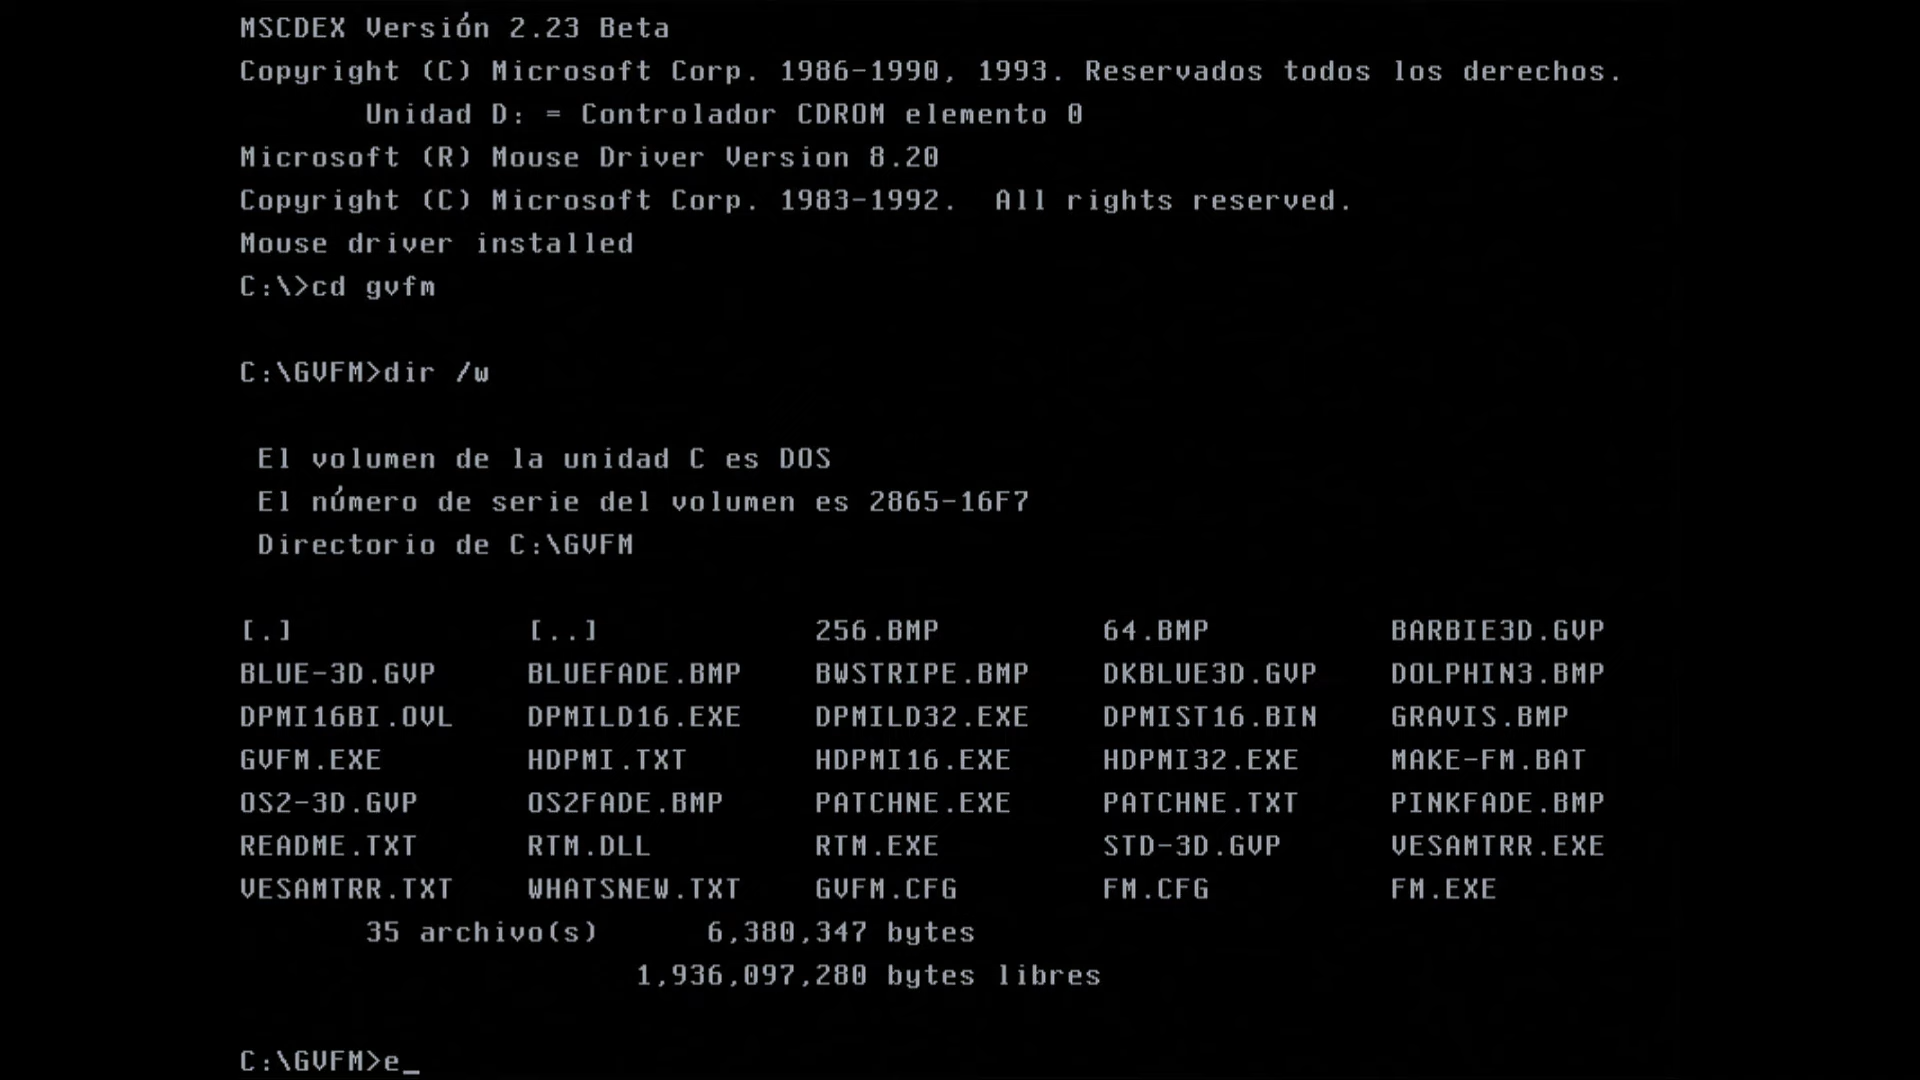 MSCDEX Versión 2.23 Beta
Copyright (C) Microsoft Corp. 1986-1990, 1993. Reservados todos los derechos.
Unidad D: = Controlador CDROM elemento 0
Microsoft (R) Mouse Driver Version 8.20
Copyright (C) Microsoft Corp. 1983-1992.  All rights reserved.
Mouse driver installed
C:\>cd gvfm
C:\GVFM>dir /w
El volumen de la unidad C es DOS
El número de serie del volumen es 2865-16F7
Directorio de C:\GVFM
[.] [..] 256.BMP 64.BMP BARBIE3D.GVP
BLUE-3D.GVP BLUEFADE.BMP BWSTRIPE.BMP DKBLUE3D.GVP DOLPHIN3.BMP
DPMI16BI.OVL DPMILD16.EXE DPMILD32.EXE DPMIST16.BIN GRAVIS.BMP
GVFM.EXE HDPMI.TXT HDPMI16.EXE HDPMI32.EXE MAKE-FM.BAT
OS2-3D.GVP OS2FADE.BMP PATCHNE.EXE PATCHNE.TXT PINKFADE.BMP
README.TXT RTM.DLL RTM.EXE STD-3D.GVP VESAMTRR.EXE
VESAMTRR.TXT WHATSNEW.TXT GVFM.CFG FM.CFG FM.EXE
35 archivo(s) 6,380,347 bytes
1,936,097,280 bytes libres
C:\GVFM>e_